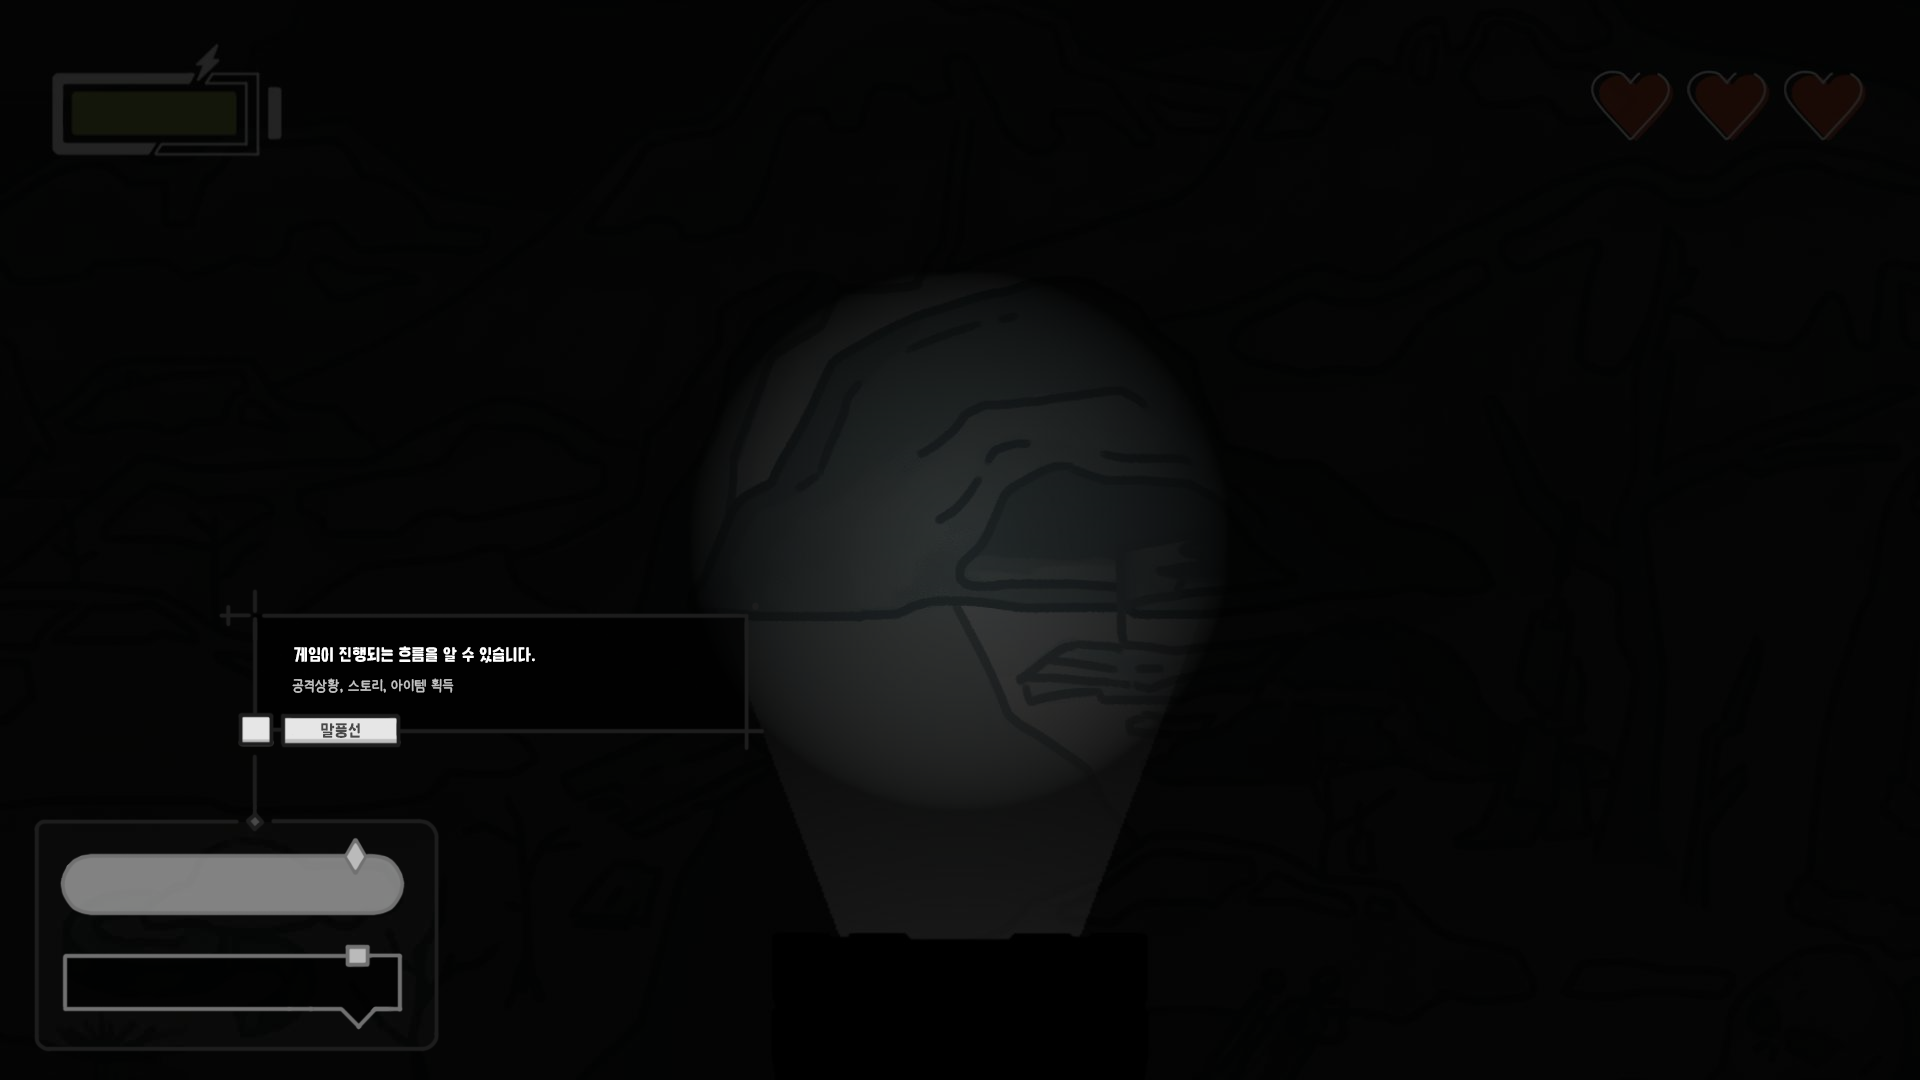 게임이 진행되는 흐름을 알 수 있습니다.
공격상황, 스토리, 아이템 획득
말풍선